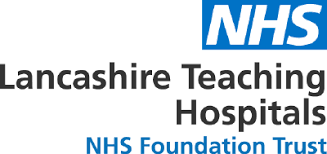 NHS
Lancashire Teaching
Hospitals
NHS Foundation Trust